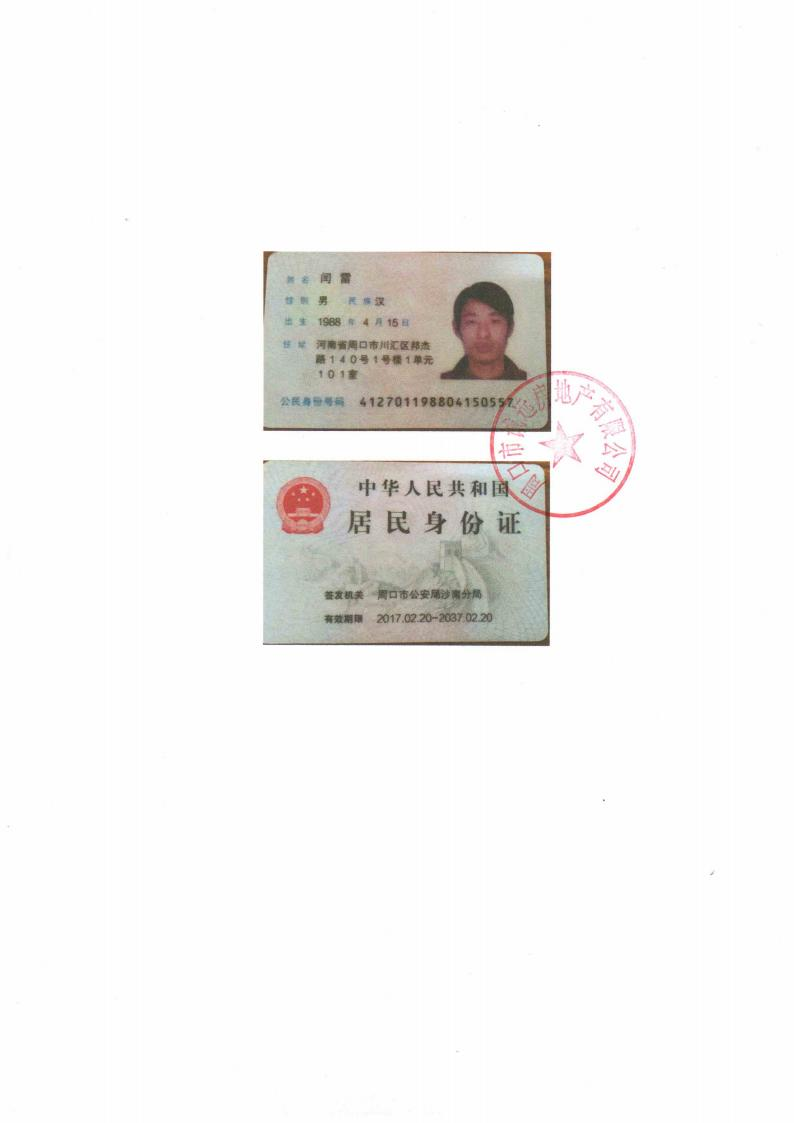 姓名 闫雷
性别 男 民族 汉
出生 1988 年 4 月 15 日
住址 河南省周口市川汇区邦杰
路140号1号楼1单元
101室
公民身份号码 412701198804150557
中华人民共和国
居民身份证
签发机关 周口市公安局沙南分局
有效期限 2017.02.20-2037.02.20